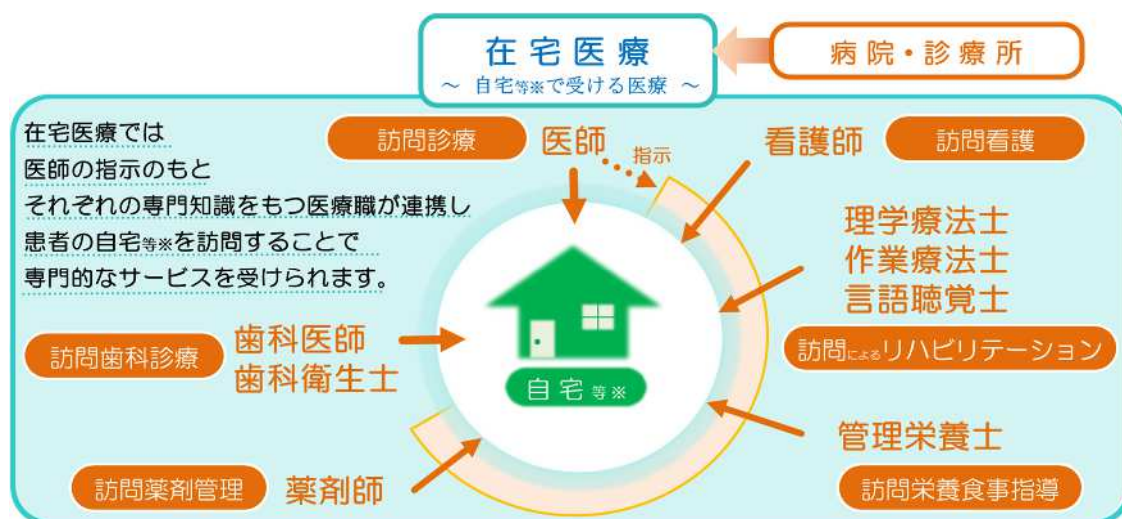 在宅医療
～ 自宅等※で受ける医療 ～
病院・診療所
在宅医療では
医師の指示のもと
それぞれの専門知識をもつ医療職が連携し
患者の自宅等※を訪問することで
専門的なサービスを受けられます。
訪問診療
医師
指示
看護師
訪問看護
理学療法士
作業療法士
言語聴覚士
訪問によるリハビリテーション
歯科医師
歯科衛生士
訪問歯科診療
自宅等※
管理栄養士
訪問栄養食事指導
訪問薬剤管理
薬剤師